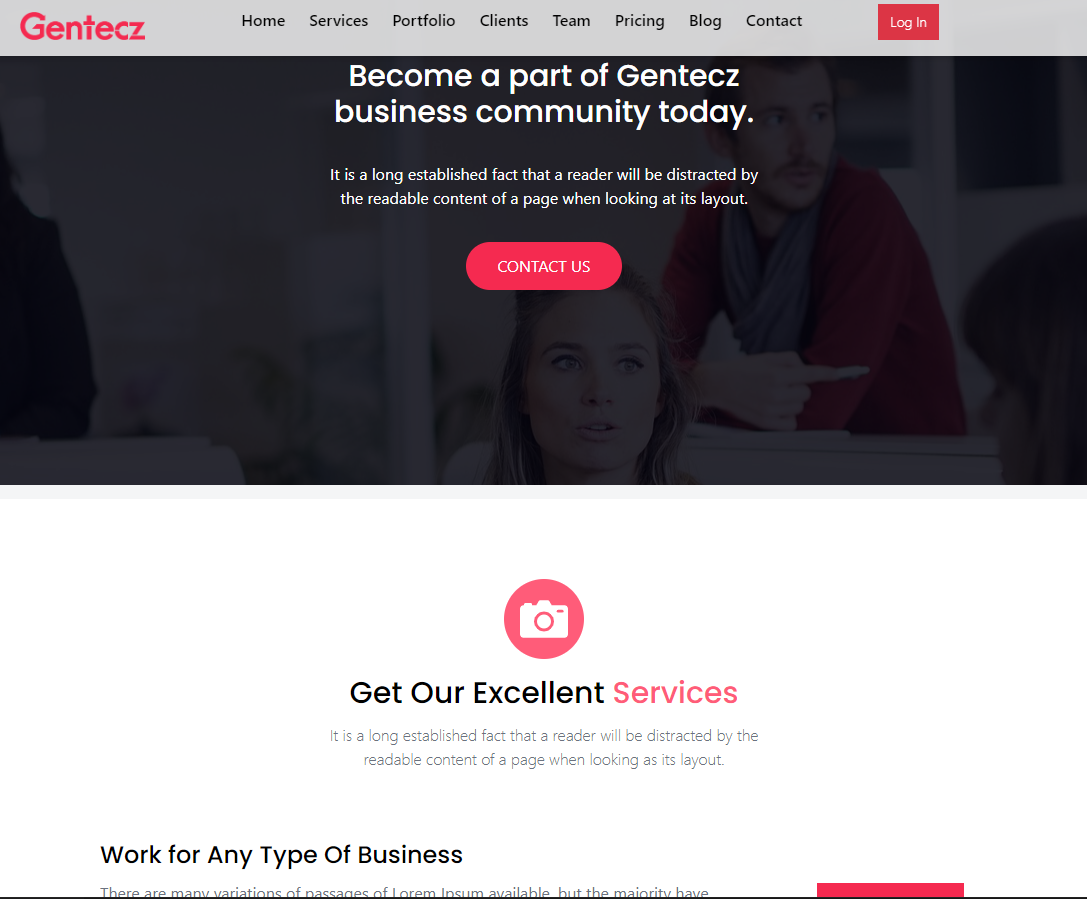 Gentecz
Home Services Portfolio Clients Team Pricing Blog Contact Log In
Become a part of Gentecz
business community today.
It is a long established fact that a reader will be distracted by
the readable content of a page when looking at its layout.
CONTACT US
Get Our Excellent Services
It is a long established fact that a reader will be distracted by the
readable content of a page when looking as its layout.
Work for Any Type Of Business
There are many variations of passages of Lorem Ipsum available, but the majority have